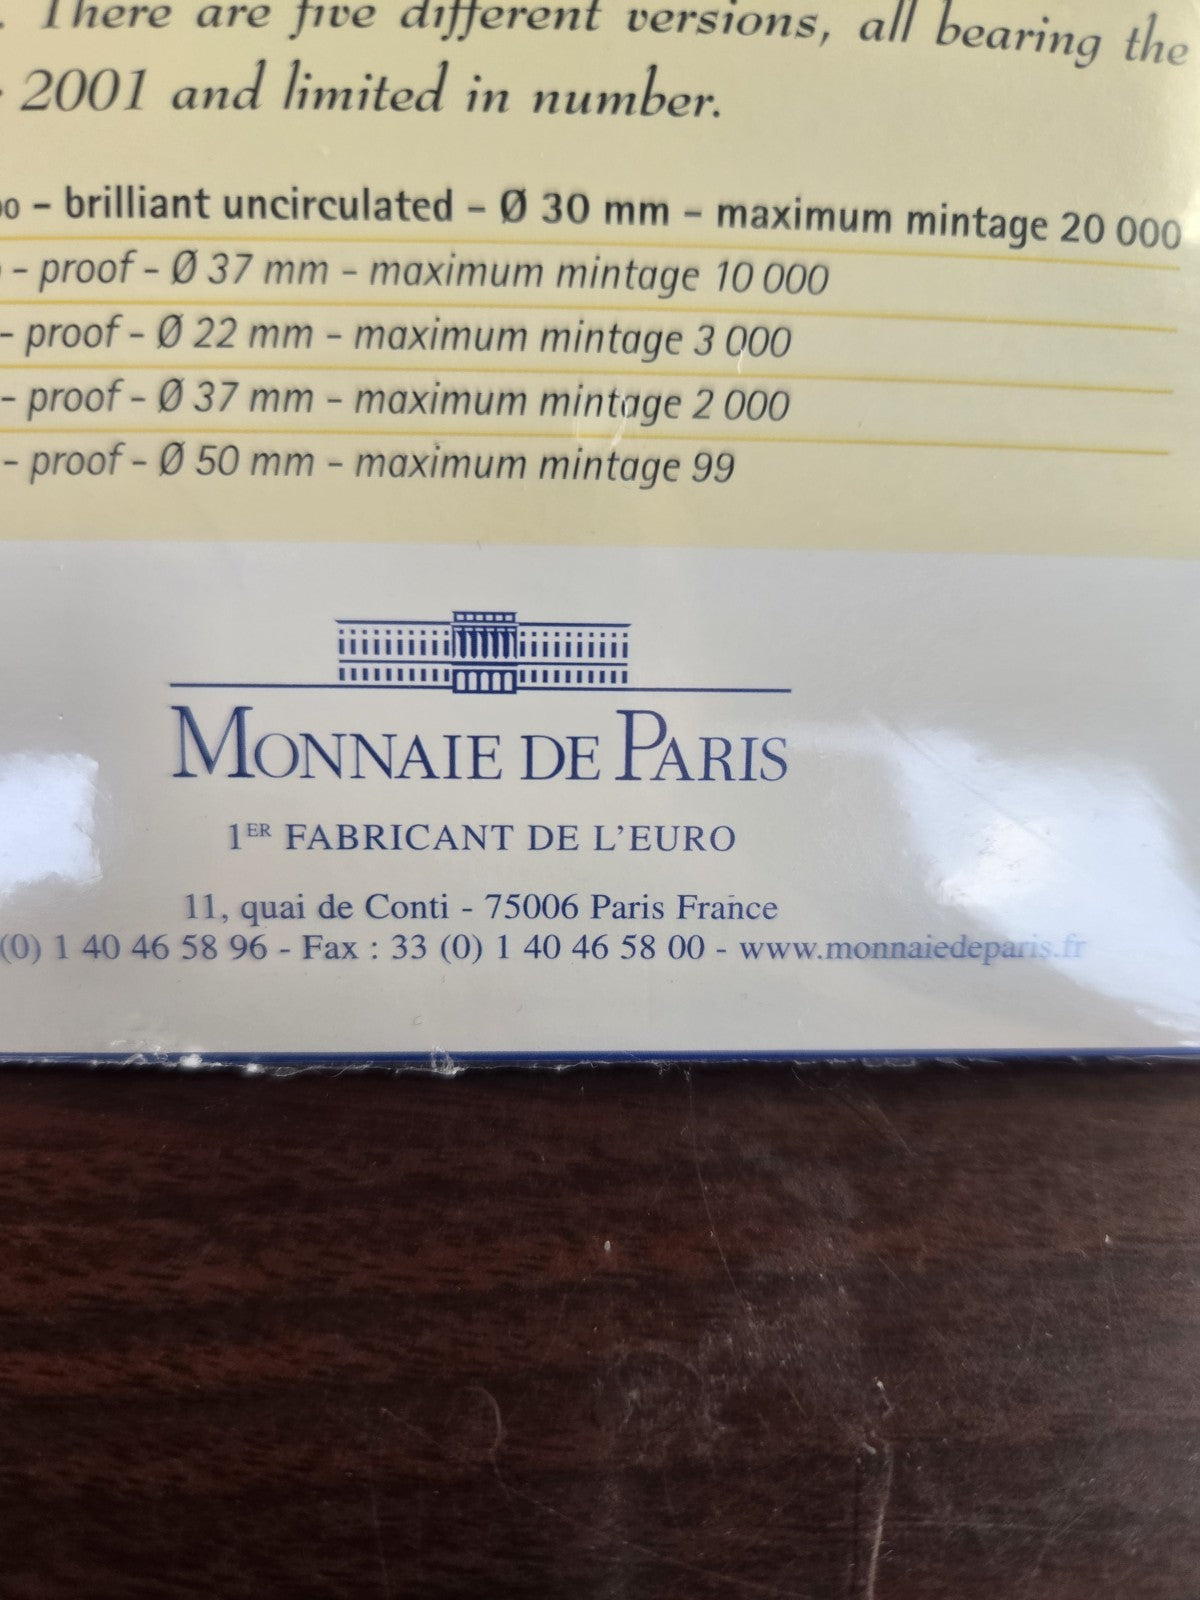 . There are five different versions, all bearing the
2001 and limited in number.
– brilliant uncirculated – Ø 30 mm – maximum mintage 20 000
– proof – Ø 37 mm – maximum mintage 10 000
– proof – Ø 22 mm – maximum mintage 3 000
– proof – Ø 37 mm – maximum mintage 2 000
– proof – Ø 50 mm – maximum mintage 99
MONNAIE DE PARIS
1ER FABRICANT DE L'EURO
11, quai de Conti - 75006 Paris France
(0) 1 40 46 58 96 - Fax : 33 (0) 1 40 46 58 00 - www.monnaiedeparis.fr